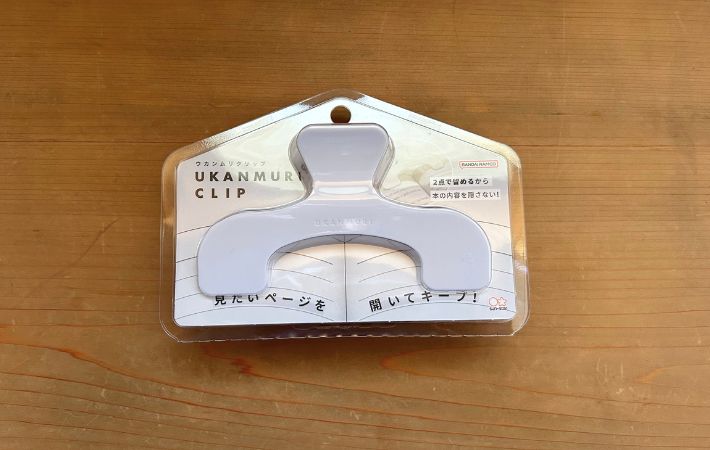 ウカンムリクリップ
UKANMURI
CLIP
BANDAI NAMCO
2点で留めるから
本の内容を隠さない!
UKANMURI
見たいページを
開いてキープ!
sun-star